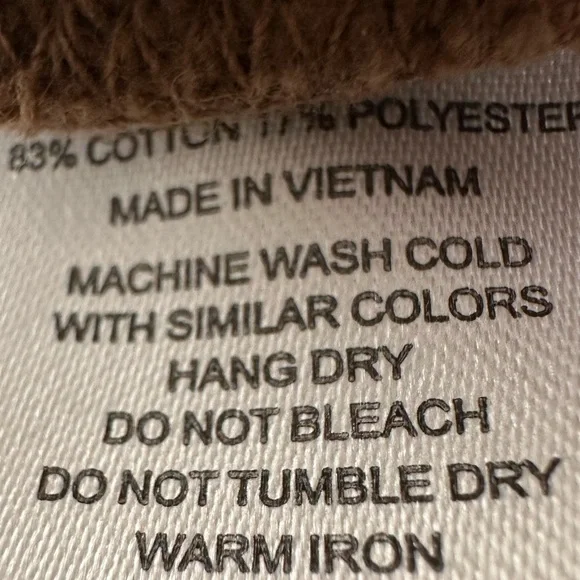 83% COTTON 17% POLYESTER
MADE IN VIETNAM
MACHINE WASH COLD
WITH SIMILAR COLORS
HANG DRY
DO NOT BLEACH
DO NOT TUMBLE DRY
WARM IRON